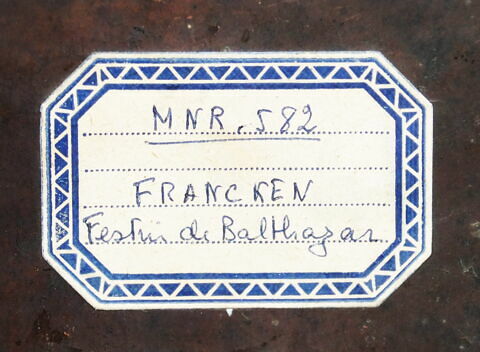 MNR. 582
FRANCKEN
Festin de Balthazar